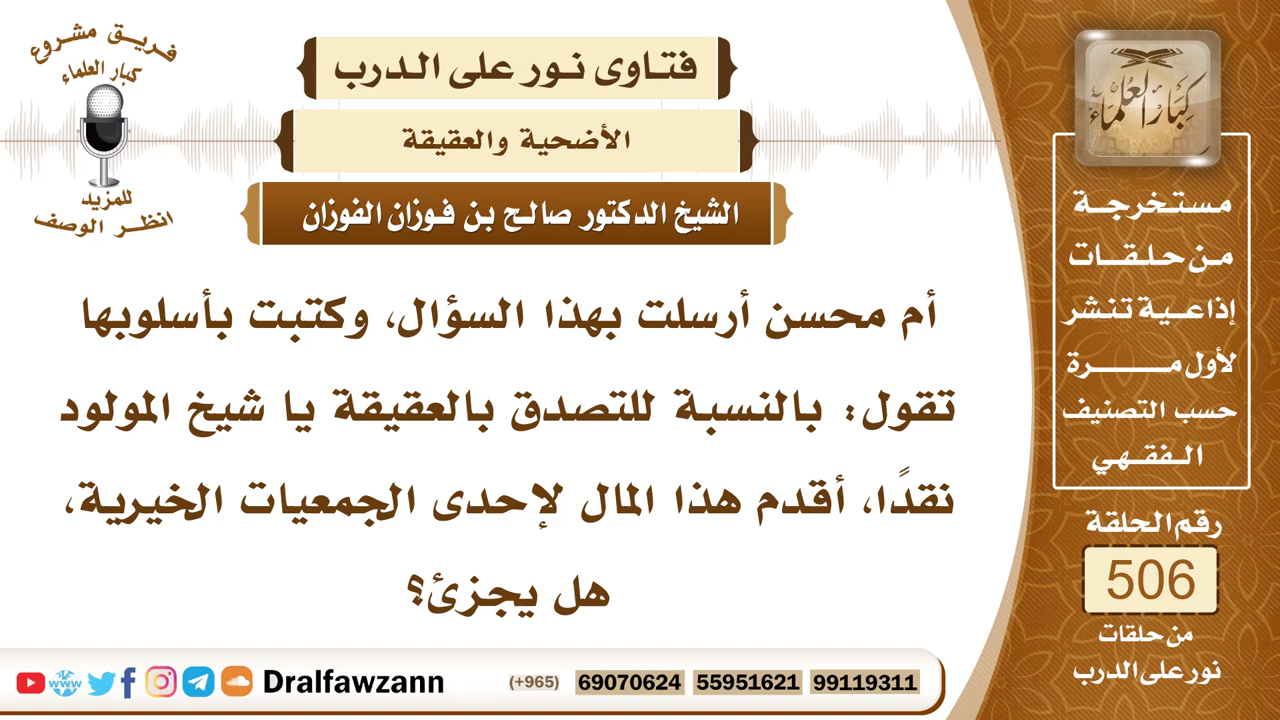 فريق مشروع
كبار العلماء
للمزيد
انظر الوصف
فتاوى نور على الدرب
الأضحية والعقيقة
الشيخ الدكتور صالح بن فوزان الفوزان
أم محسن أرسلت بهذا السؤال، وكتبت بأسلوبها
تقول: بالنسبة للتصدق بالعقيقة يا شيخ المولود
نقدًا، أقدم هذا المال لإحدى الجمعيات الخيرية،
هل يجزئ؟
كبار العلماء
مستخرجة
من حلقات
إذاعية تنشر
لأول مرة
حسب التصنيف
الفقهي
رقم الحلقة
506
من حلقات
نور على الدرب
www
Dralfawzann (+965) 69070624 55951621 99119311